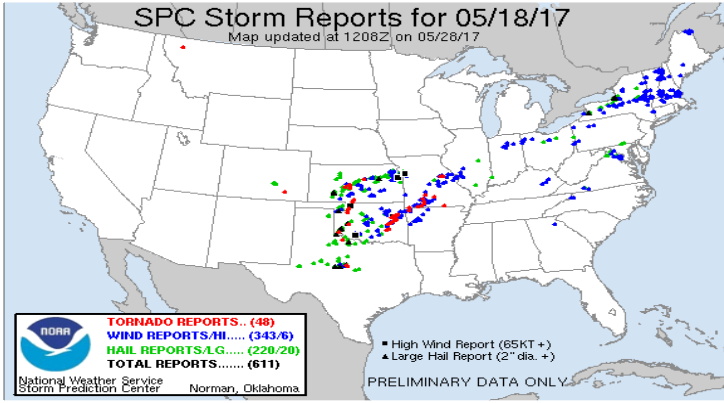 SPC Storm Reports for 05/18/17
Map updated at 1208Z on 05/28/17
NOAA
TORNADO REPORTS.. (48)
WIND REPORTS/HI..... (343/6)
HAIL REPORTS/LG..... (220/20)
TOTAL REPORTS....... (611)
National Weather Service
Storm Prediction Center Norman, Oklahoma
High Wind Report (65KT +)
Large Hail Report (2" dia. +)
PRELIMINARY DATA ONLY